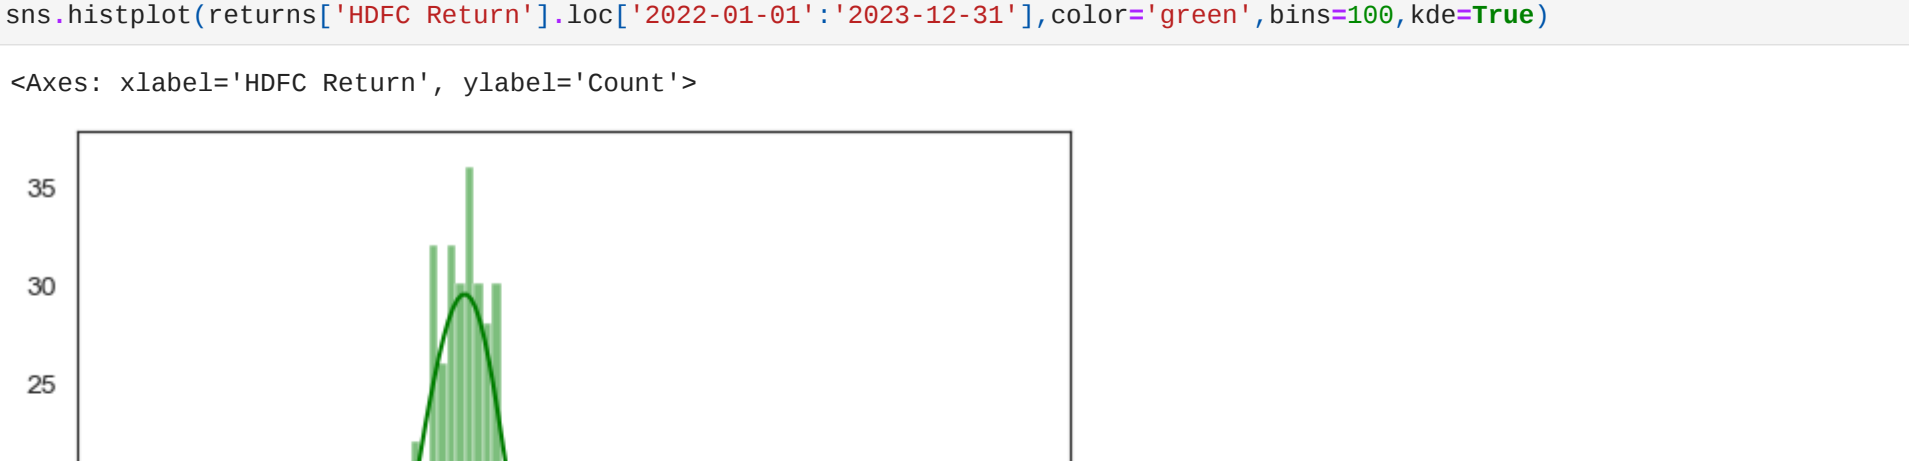 sns.histplot(returns['HDFC Return'].loc['2022-01-01':'2023-12-31'],color='green',bins=100,kde=True)
<Axes: xlabel='HDFC Return', ylabel='Count'>
35
30
25